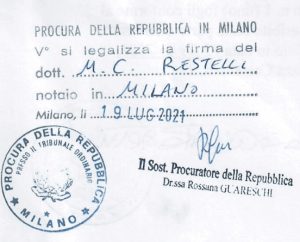 PROCURA DELLA REPUBBLICA IN MILANO
V° si legalizza la firma del
dott. M. C. RESTELLI
notaio in MILANO
Milano, lì 19 LUG 2021
PROCURA DELLA REPUBBLICA
PRESSO IL TRIBUNALE ORDINARIO
* MILANO *
Il Sost. Procuratore della Repubblica
Dr.ssa Rossana GUARESCHI